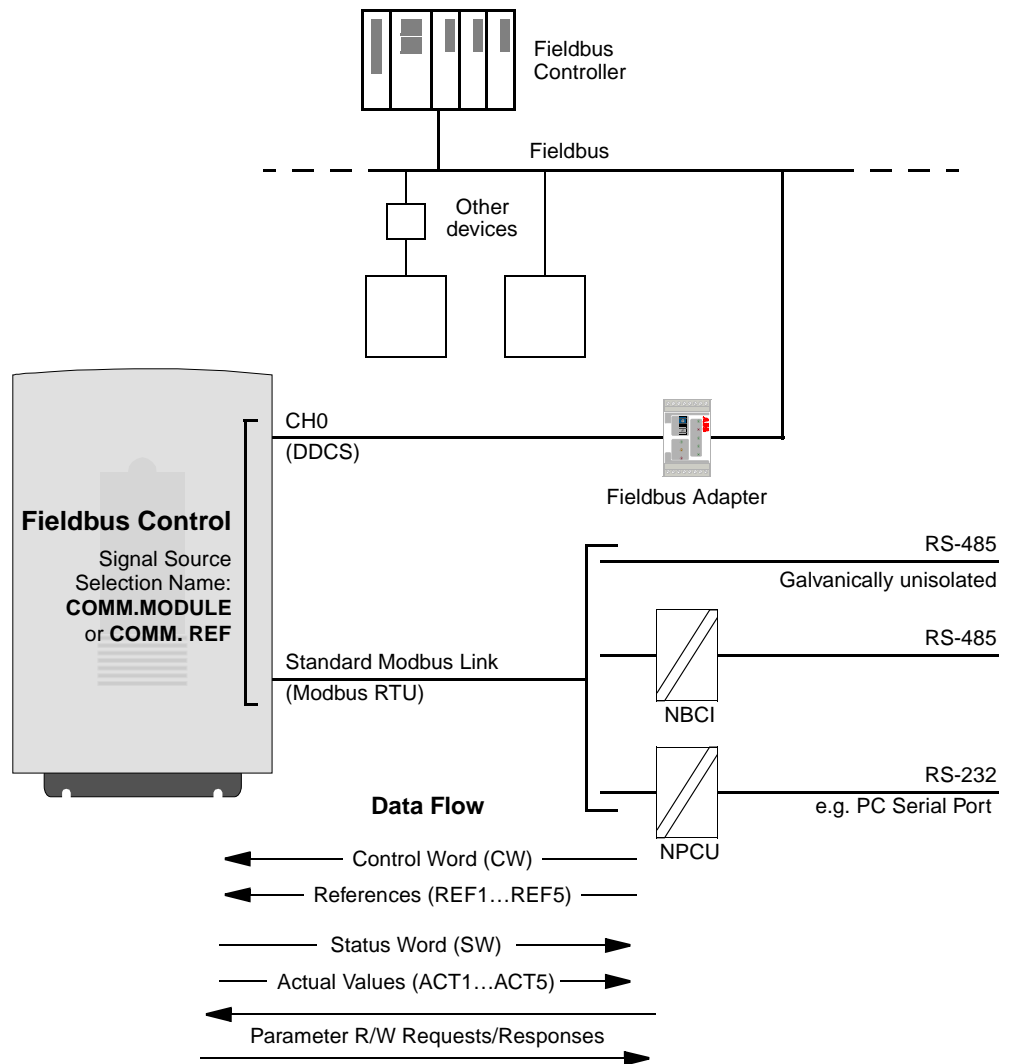 Fieldbus
Controller
Fieldbus
Other
devices
CH0
(DDCS)
ABB
Fieldbus Adapter
Fieldbus Control
Signal Source
Selection Name:
COMM.MODULE
or COMM. REF
RS-485
Galvanically unisolated
RS-485
Standard Modbus Link
(Modbus RTU)
NBCI
RS-232
e.g. PC Serial Port
NPCU
Data Flow
Control Word (CW)
References (REF1…REF5)
Status Word (SW)
Actual Values (ACT1…ACT5)
Parameter R/W Requests/Responses